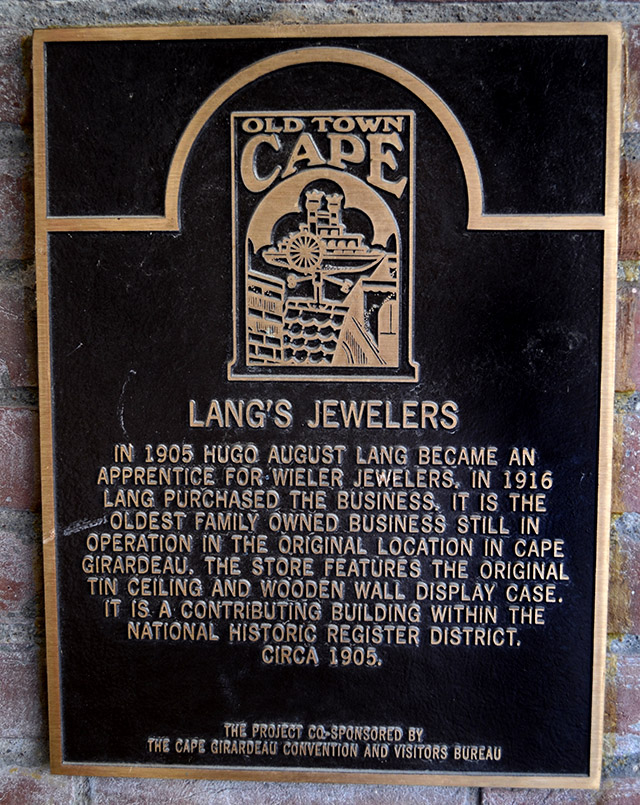 OLD TOWN
CAPE
LANG'S JEWELERS
IN 1905 HUGO AUGUST LANG BECAME AN
APPRENTICE FOR WIELER JEWELERS. IN 1916
LANG PURCHASED THE BUSINESS. IT IS THE
OLDEST FAMILY OWNED BUSINESS STILL IN
OPERATION IN THE ORIGINAL LOCATION IN CAPE
GIRARDEAU. THE STORE FEATURES THE ORIGINAL
TIN CEILING AND WOODEN WALL DISPLAY CASE.
IT IS A CONTRIBUTING BUILDING WITHIN THE
NATIONAL HISTORIC REGISTER DISTRICT.
CIRCA 1905.
THE PROJECT CO-SPONSORED BY
THE CAPE GIRARDEAU CONVENTION AND VISITORS BUREAU